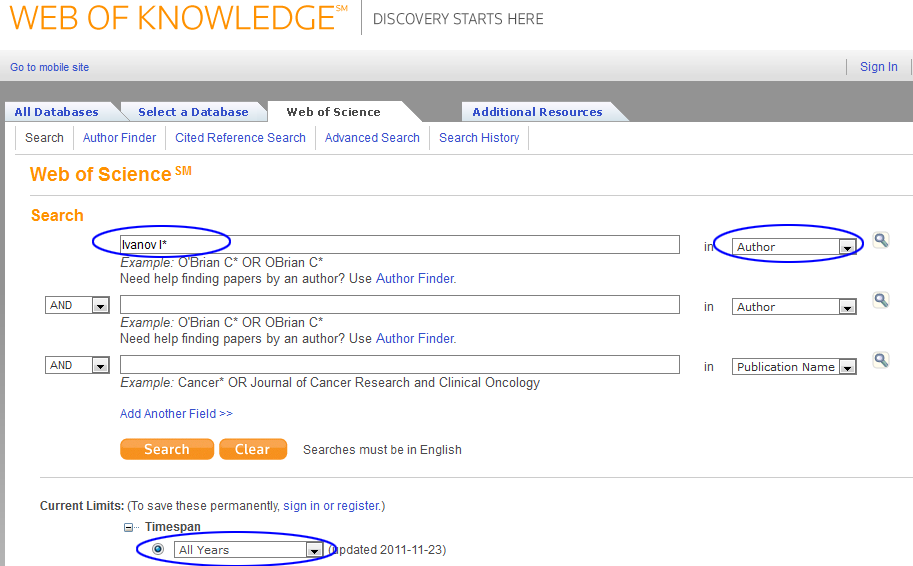 WEB OF KNOWLEDGE SM DISCOVERY STARTS HERE
Go to mobile site Sign In
All Databases Select a Database Web of Science Additional Resources
Search Author Finder Cited Reference Search Advanced Search Search History
Web of Science SM
Search
Ivanov I* in Author
Example: O'Brian C* OR OBrian C*
Need help finding papers by an author? Use Author Finder.
AND in Author
Example: O'Brian C* OR OBrian C*
Need help finding papers by an author? Use Author Finder.
AND in Publication Name
Example: Cancer* OR Journal of Cancer Research and Clinical Oncology
Add Another Field >>
Search Clear Searches must be in English
Current Limits: (To save these permanently, sign in or register.)
Timespan
All Years (updated 2011-11-23)